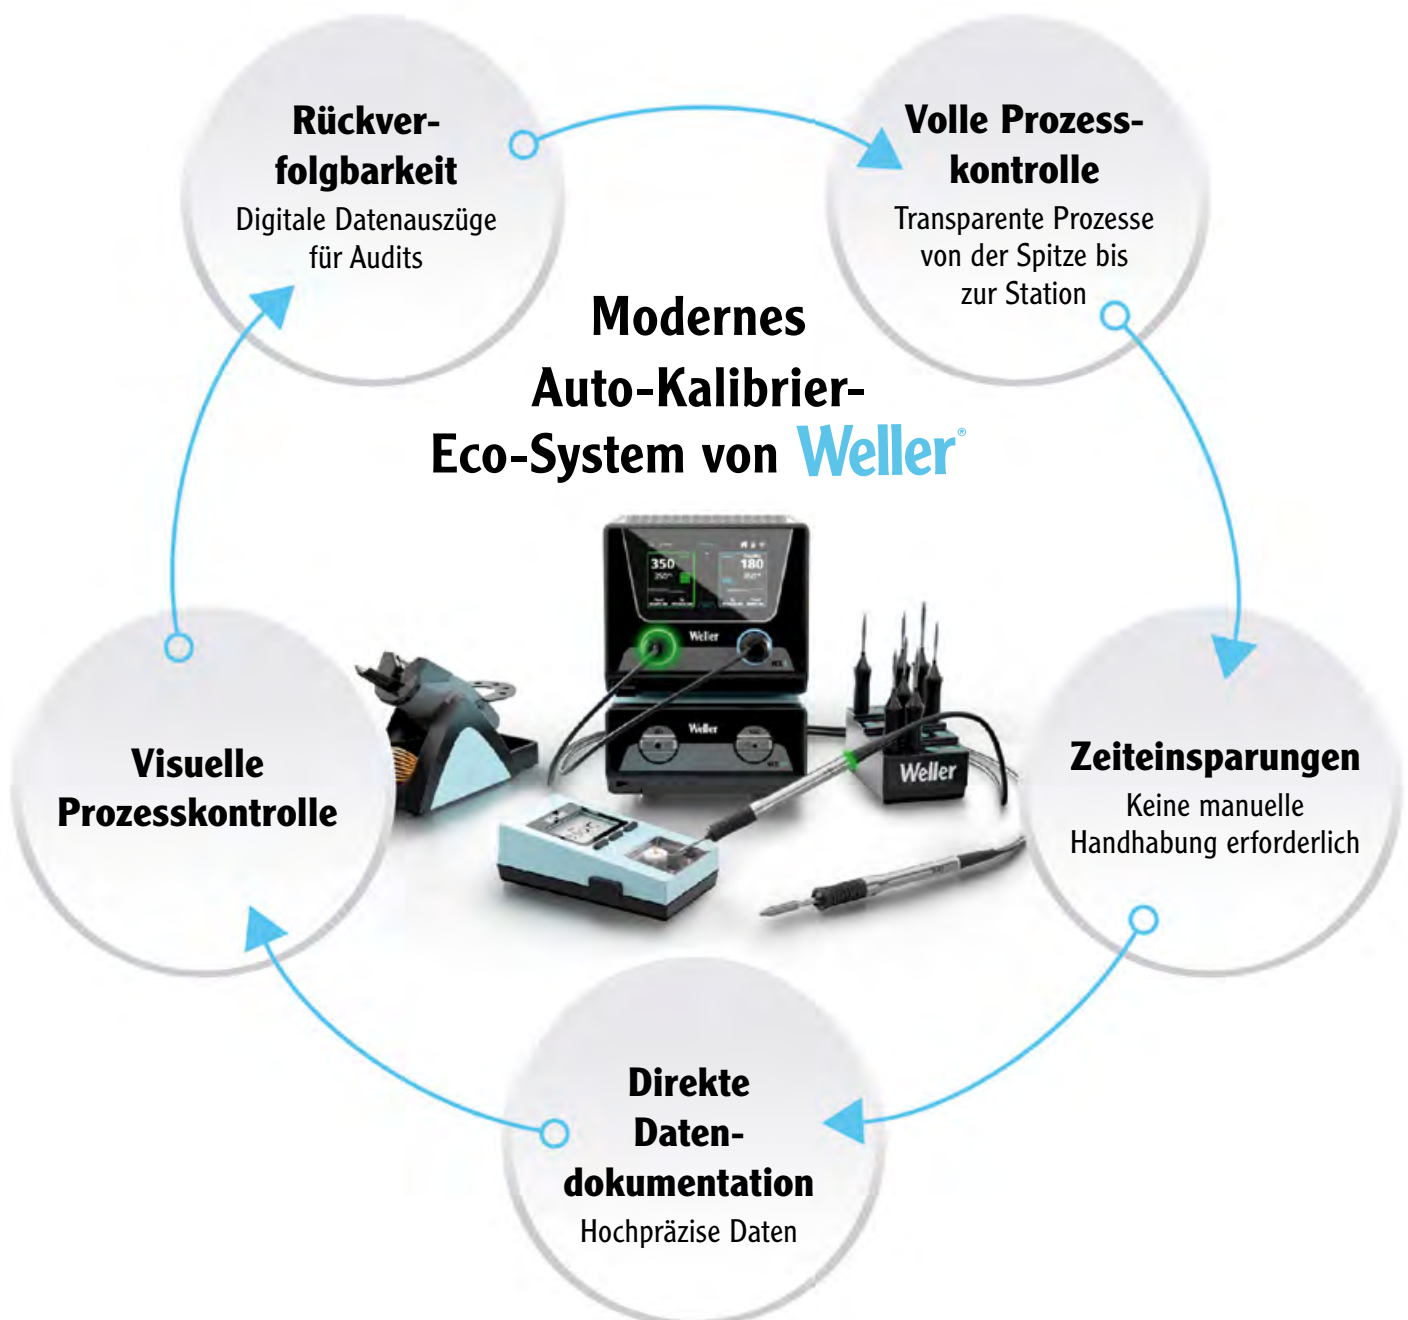 Rückver-
folgbarkeit
Digitale Datenauszüge
für Audits
Volle Prozess-
kontrolle
Transparente Prozesse
von der Spitze bis
zur Station
Modernes
Auto-Kalibrier-
Eco-System von Weller®
350
180
Weller
Weller
Weller
Visuelle
Prozesskontrolle
Zeiteinsparungen
Keine manuelle
Handhabung erforderlich
Direkte
Daten-
dokumentation
Hochpräzise Daten